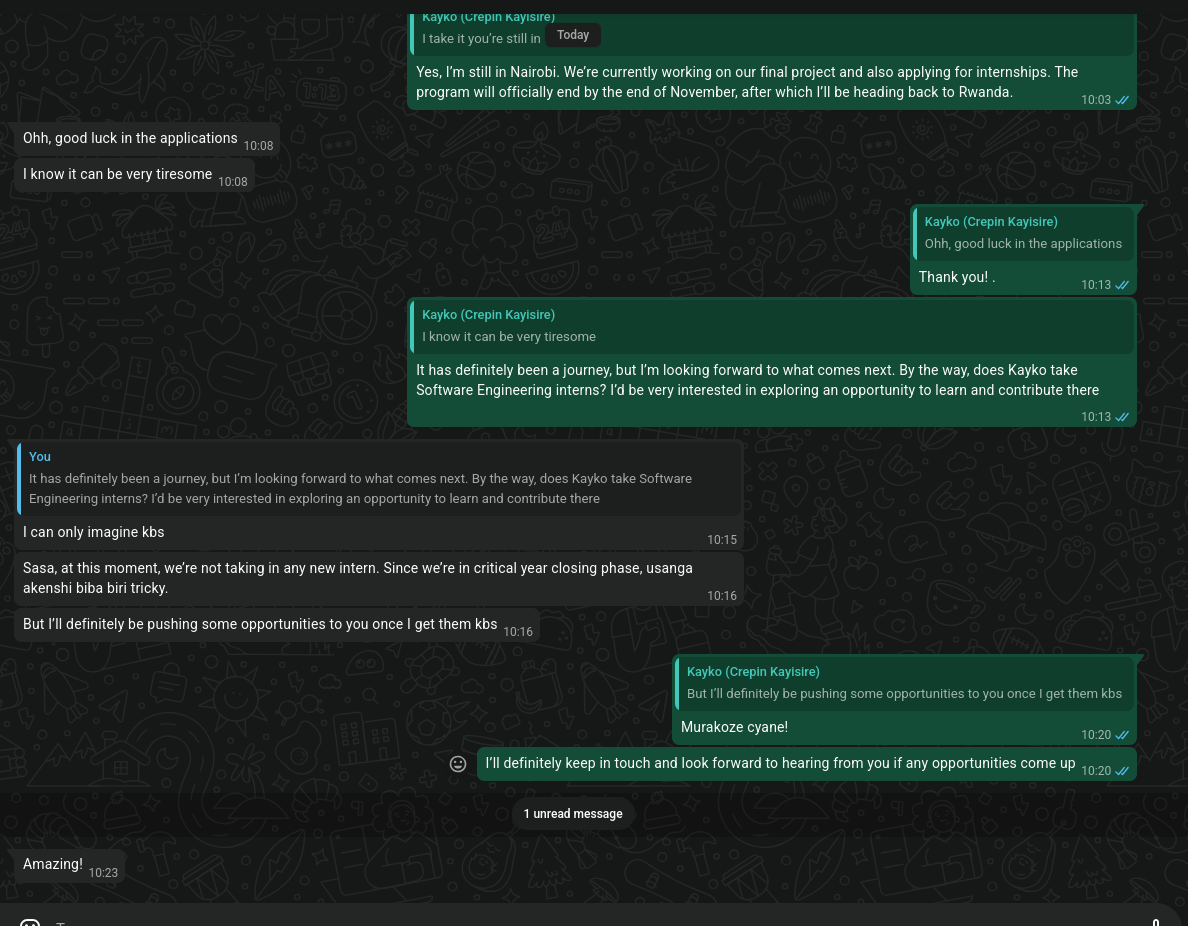 Kayko (Crepin Kayisire)
I take it you’re still in
Today
Yes, I’m still in Nairobi. We’re currently working on our final project and also applying for internships. The
program will officially end by the end of November, after which I’ll be heading back to Rwanda.
10:03
Ohh, good luck in the applications 10:08
I know it can be very tiresome 10:08
Kayko (Crepin Kayisire)
Ohh, good luck in the applications
Thank you! .
10:13
Kayko (Crepin Kayisire)
I know it can be very tiresome
It has definitely been a journey, but I’m looking forward to what comes next. By the way, does Kayko take
Software Engineering interns? I’d be very interested in exploring an opportunity to learn and contribute there
10:13
You
It has definitely been a journey, but I’m looking forward to what comes next. By the way, does Kayko take Software
Engineering interns? I’d be very interested in exploring an opportunity to learn and contribute there
I can only imagine kbs
10:15
Sasa, at this moment, we’re not taking in any new intern. Since we’re in critical year closing phase, usanga
akenshi biba biri tricky.
10:16
But I’ll definitely be pushing some opportunities to you once I get them kbs 10:16
Kayko (Crepin Kayisire)
But I’ll definitely be pushing some opportunities to you once I get them kbs
Murakoze cyane!
10:20
I’ll definitely keep in touch and look forward to hearing from you if any opportunities come up 10:20
1 unread message
Amazing! 10:23